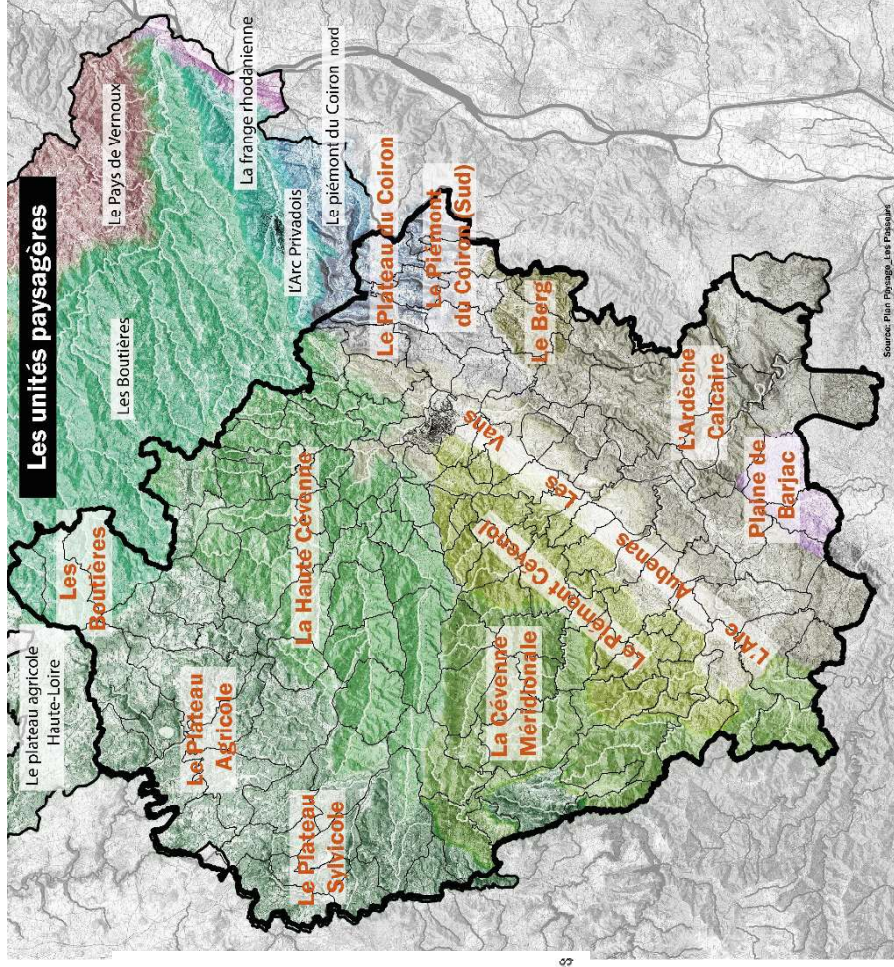 Les unités paysagères
Le plateau agricole
Haute-Loire
Les
Boutières
Les Boutières
Le Pays de Vernoux
La frange rhodanienne
L'Arc Privadois
Le piémont du Coiron nord
Le Plateau
Agricole
La Haute Cévenne
Le Plateau du Coiron
Le Piémont
du Coiron (Sud)
Le Plateau
Sylvicole
La Cévenne
Méridionale
Le Piémont Cévenol
L'Arc Aubenas Les Vans
Le Berg
L'Ardèche
Calcaire
Plaine de
Barjac
Source: Plan Paysage_Les Passeurs